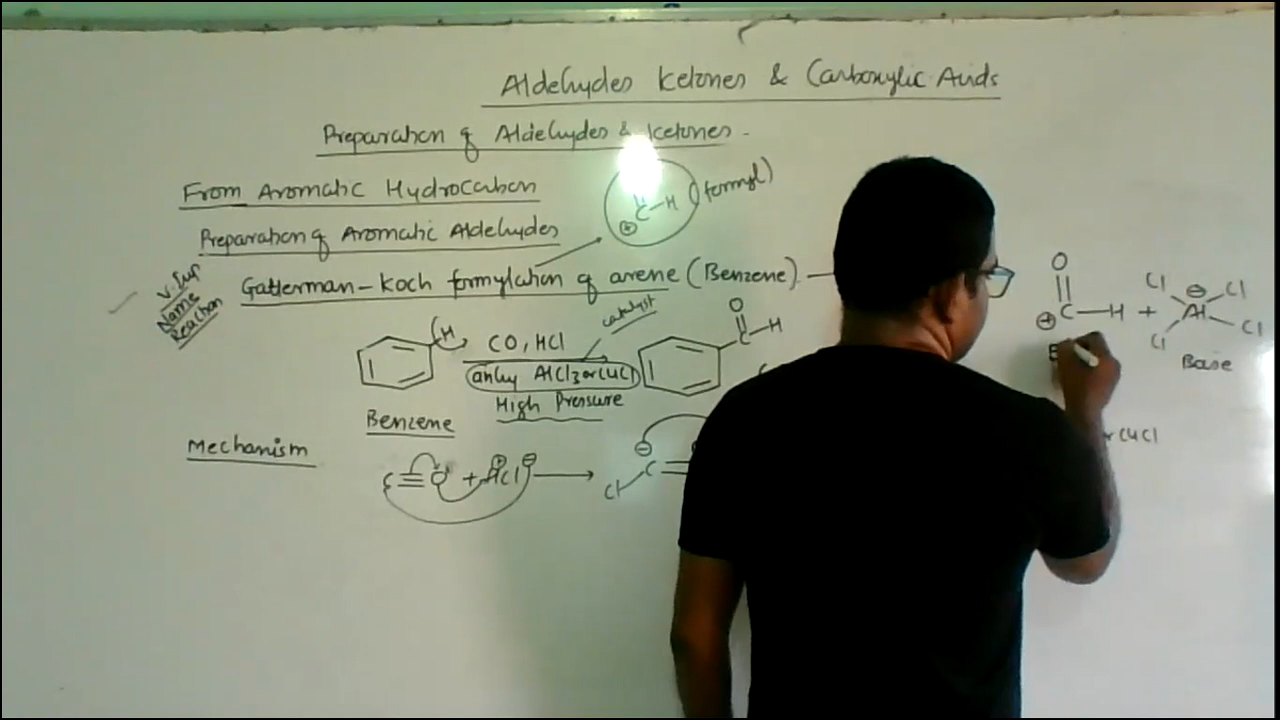 Aldehydes Ketones & Carboxylic Acids
Preparation of Aldehydes & Ketones -
From Aromatic Hydrocarbon
⊕ C-H (formyl)
Preparation of Aromatic Aldehydes
Gatterman-Koch formylation of arene (Benzene) —
V. Imp
Name
Reaction
H
CO, HCl
catalyst
anhy AlCl3 or CuCl
High Pressure
O
C-H
Benzene
Mechanism
C≡O + H⊕Cl⊖ →
Cl C ⊖
O
⊕ C-H + Cl Cl Al⊖ Cl Cl
E
Base
or CuCl